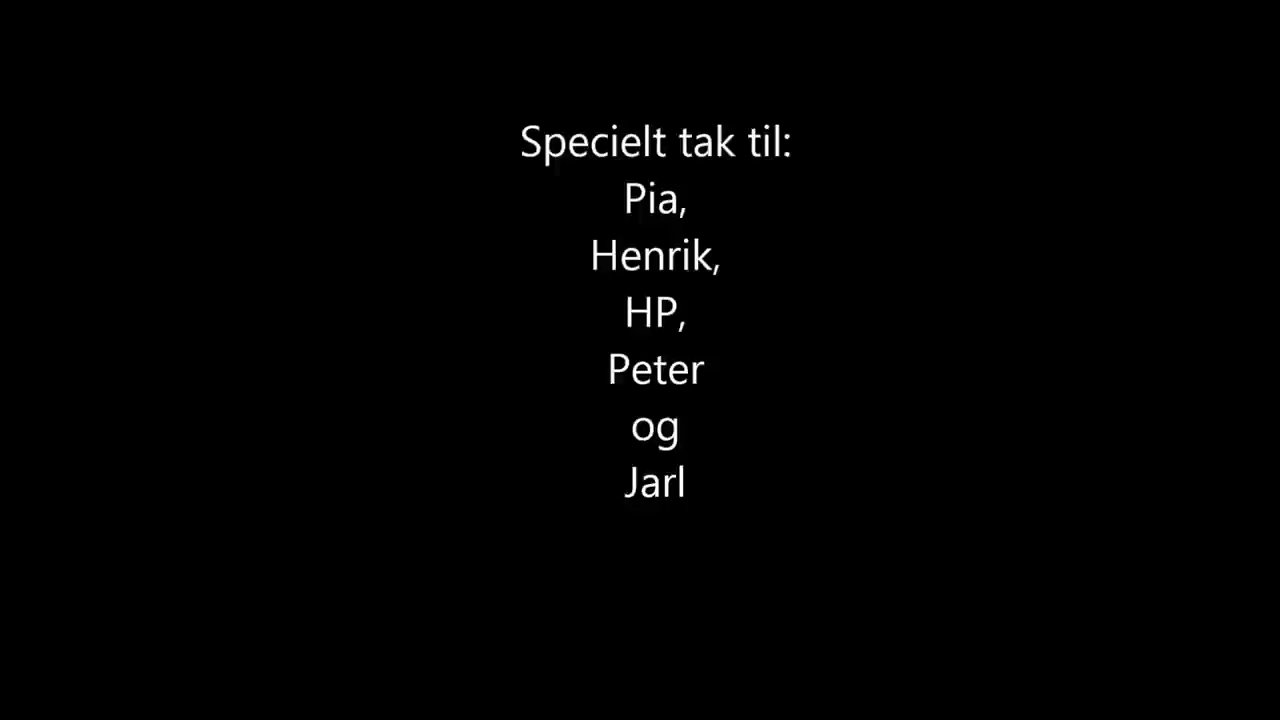 Specielt tak til:
Pia,
Henrik,
HP,
Peter
og
Jarl